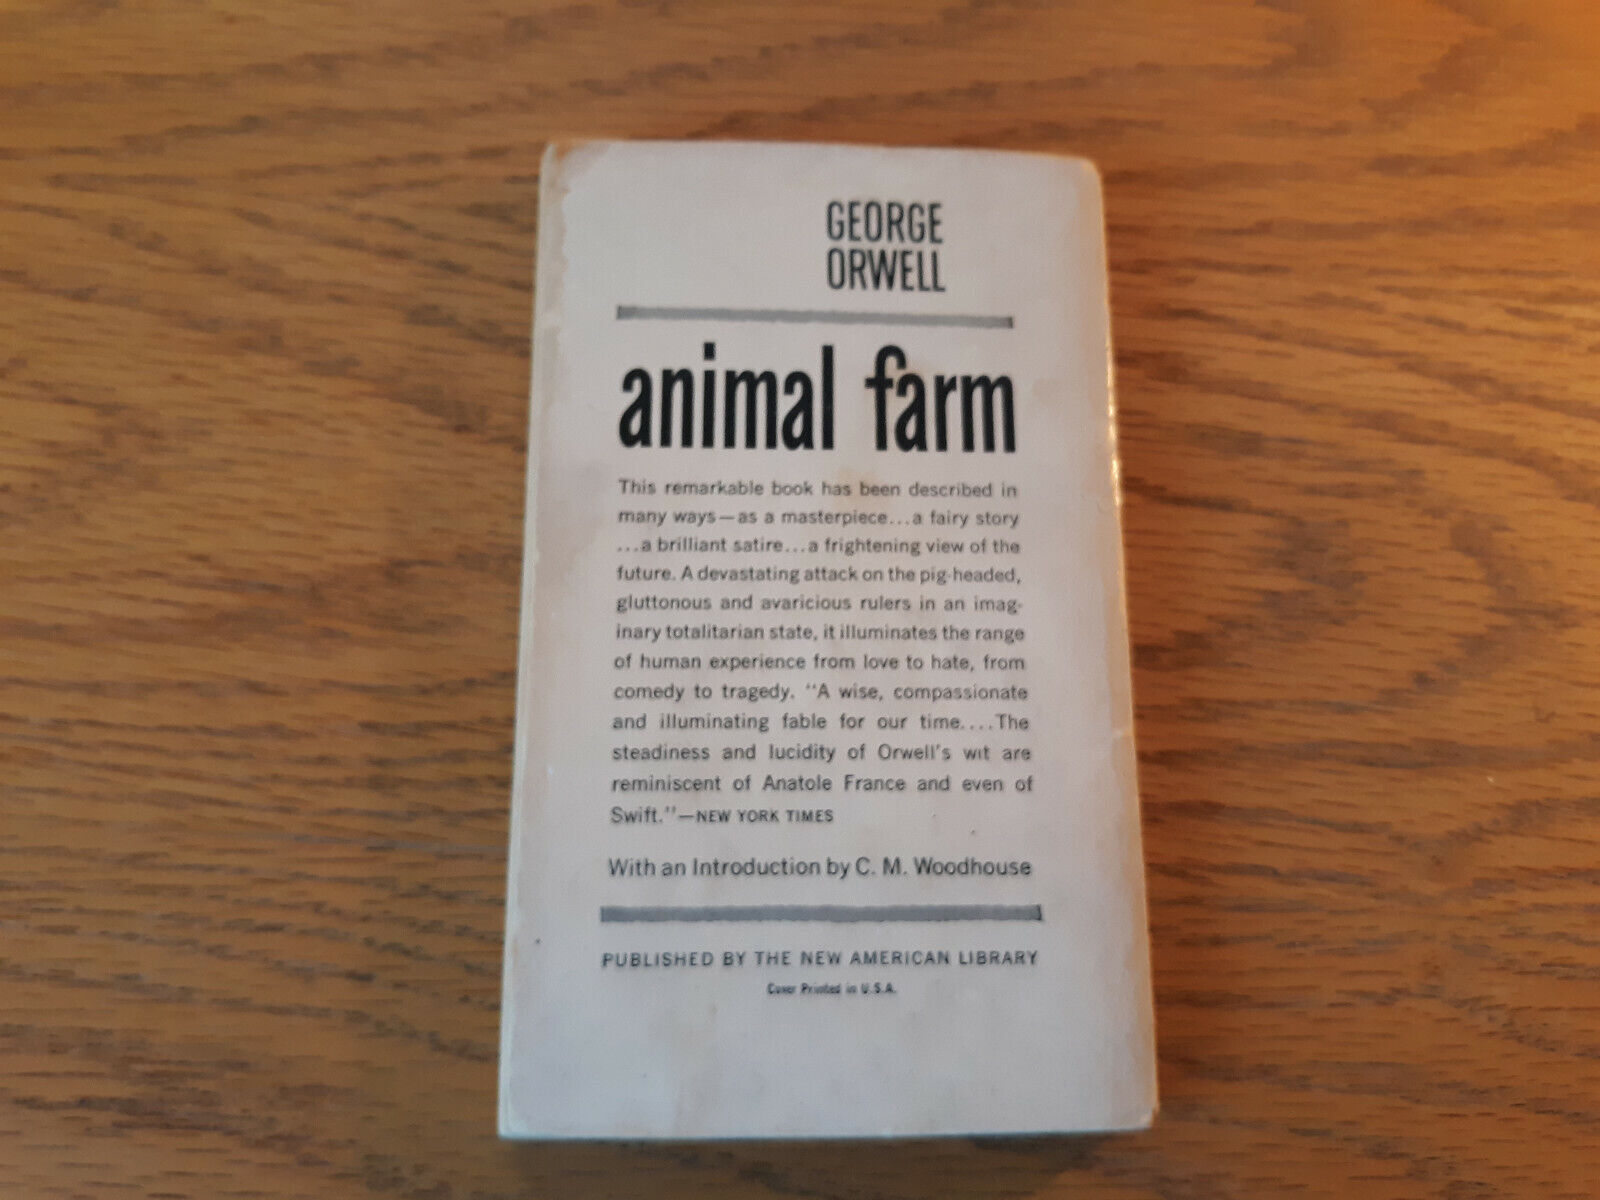 GEORGE
ORWELL
animal farm
This remarkable book has been described in
many ways—as a masterpiece...a fairy story
...a brilliant satire...a frightening view of the
future. A devastating attack on the pig-headed,
gluttonous and avaricious rulers in an imag-
inary totalitarian state, it illuminates the range
of human experience from love to hate, from
comedy to tragedy. "A wise, compassionate
and illuminating fable for our time....The
steadiness and lucidity of Orwell's wit are
reminiscent of Anatole France and even of
Swift."—NEW YORK TIMES
With an Introduction by C. M. Woodhouse
PUBLISHED BY THE NEW AMERICAN LIBRARY
Cover Printed in U.S.A.